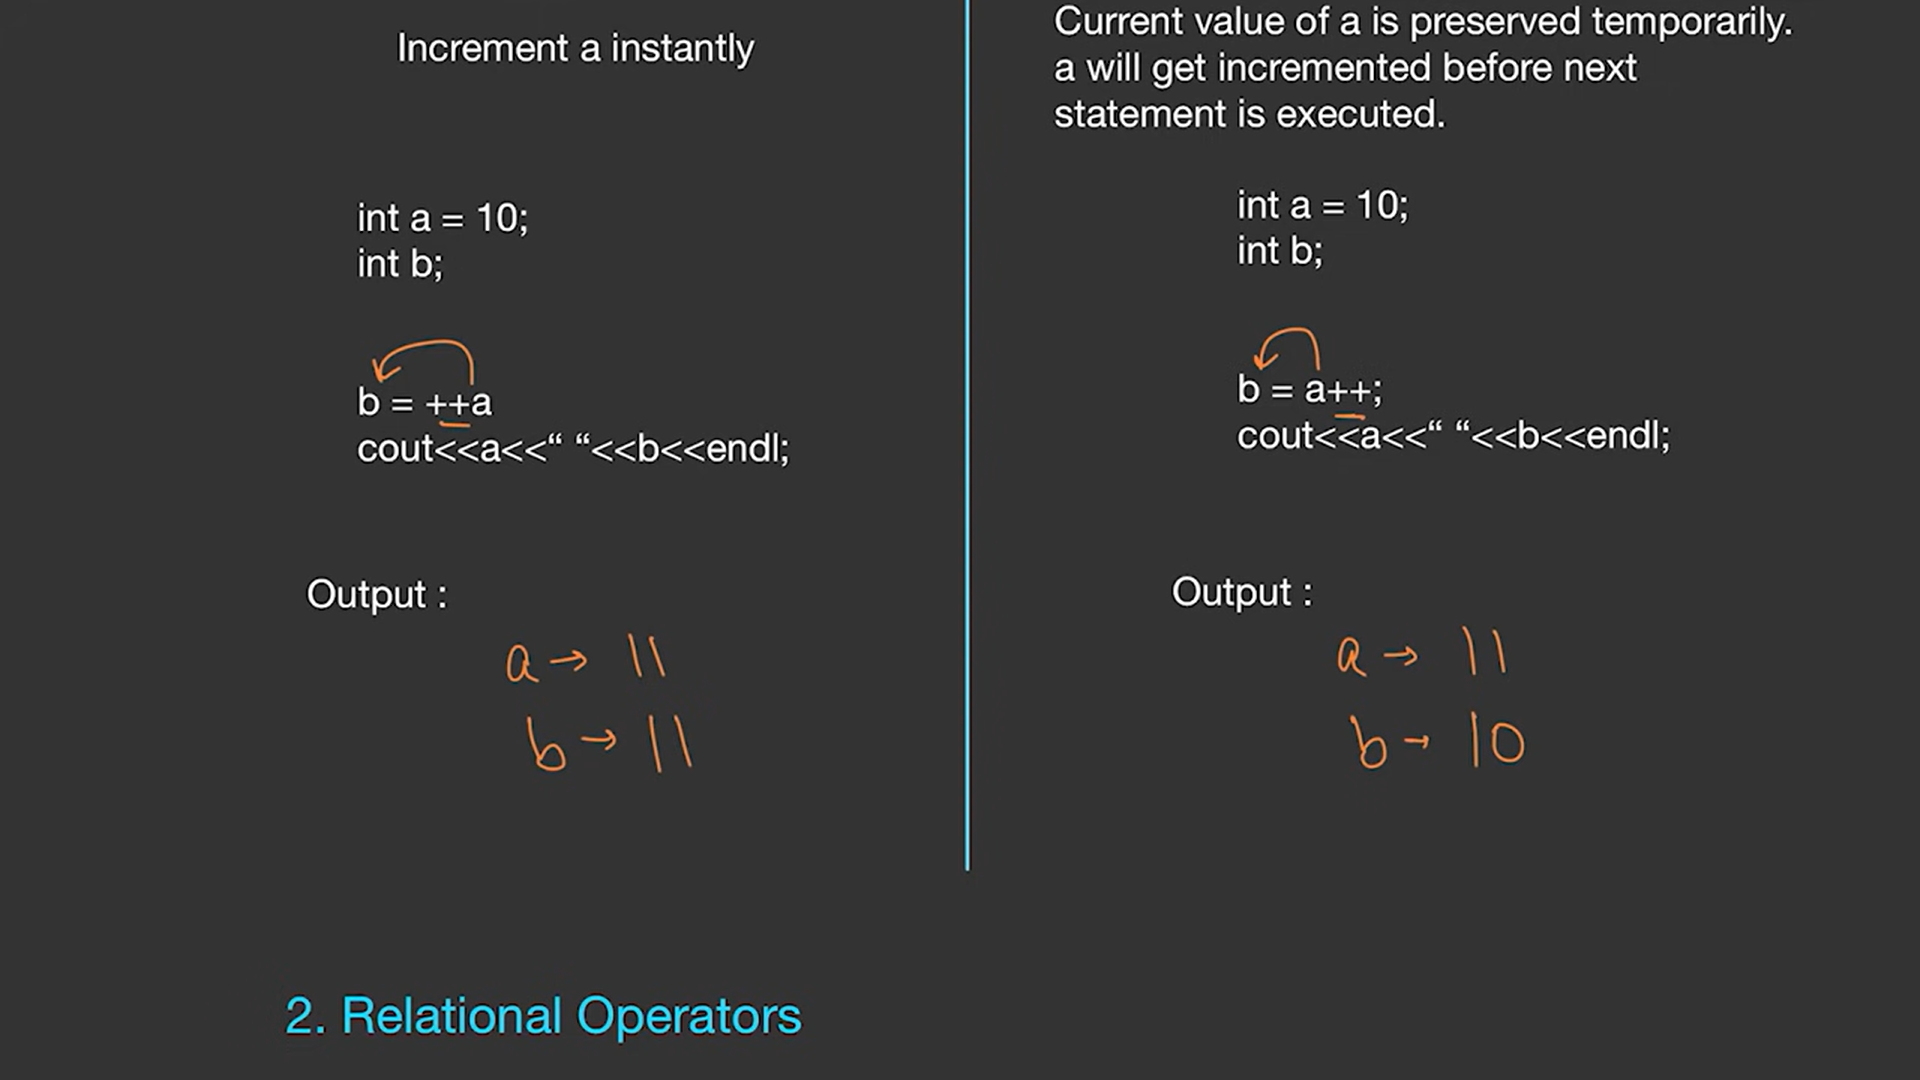 Increment a instantly
int a = 10;
int b;
b = ++a
cout<<a<<“ “<<b<<endl;
Output :
a → 11
b → 11
Current value of a is preserved temporarily.
a will get incremented before next
statement is executed.
int a = 10;
int b;
b = a++;
cout<<a<<“ “<<b<<endl;
Output :
a → 11
b → 10
2. Relational Operators